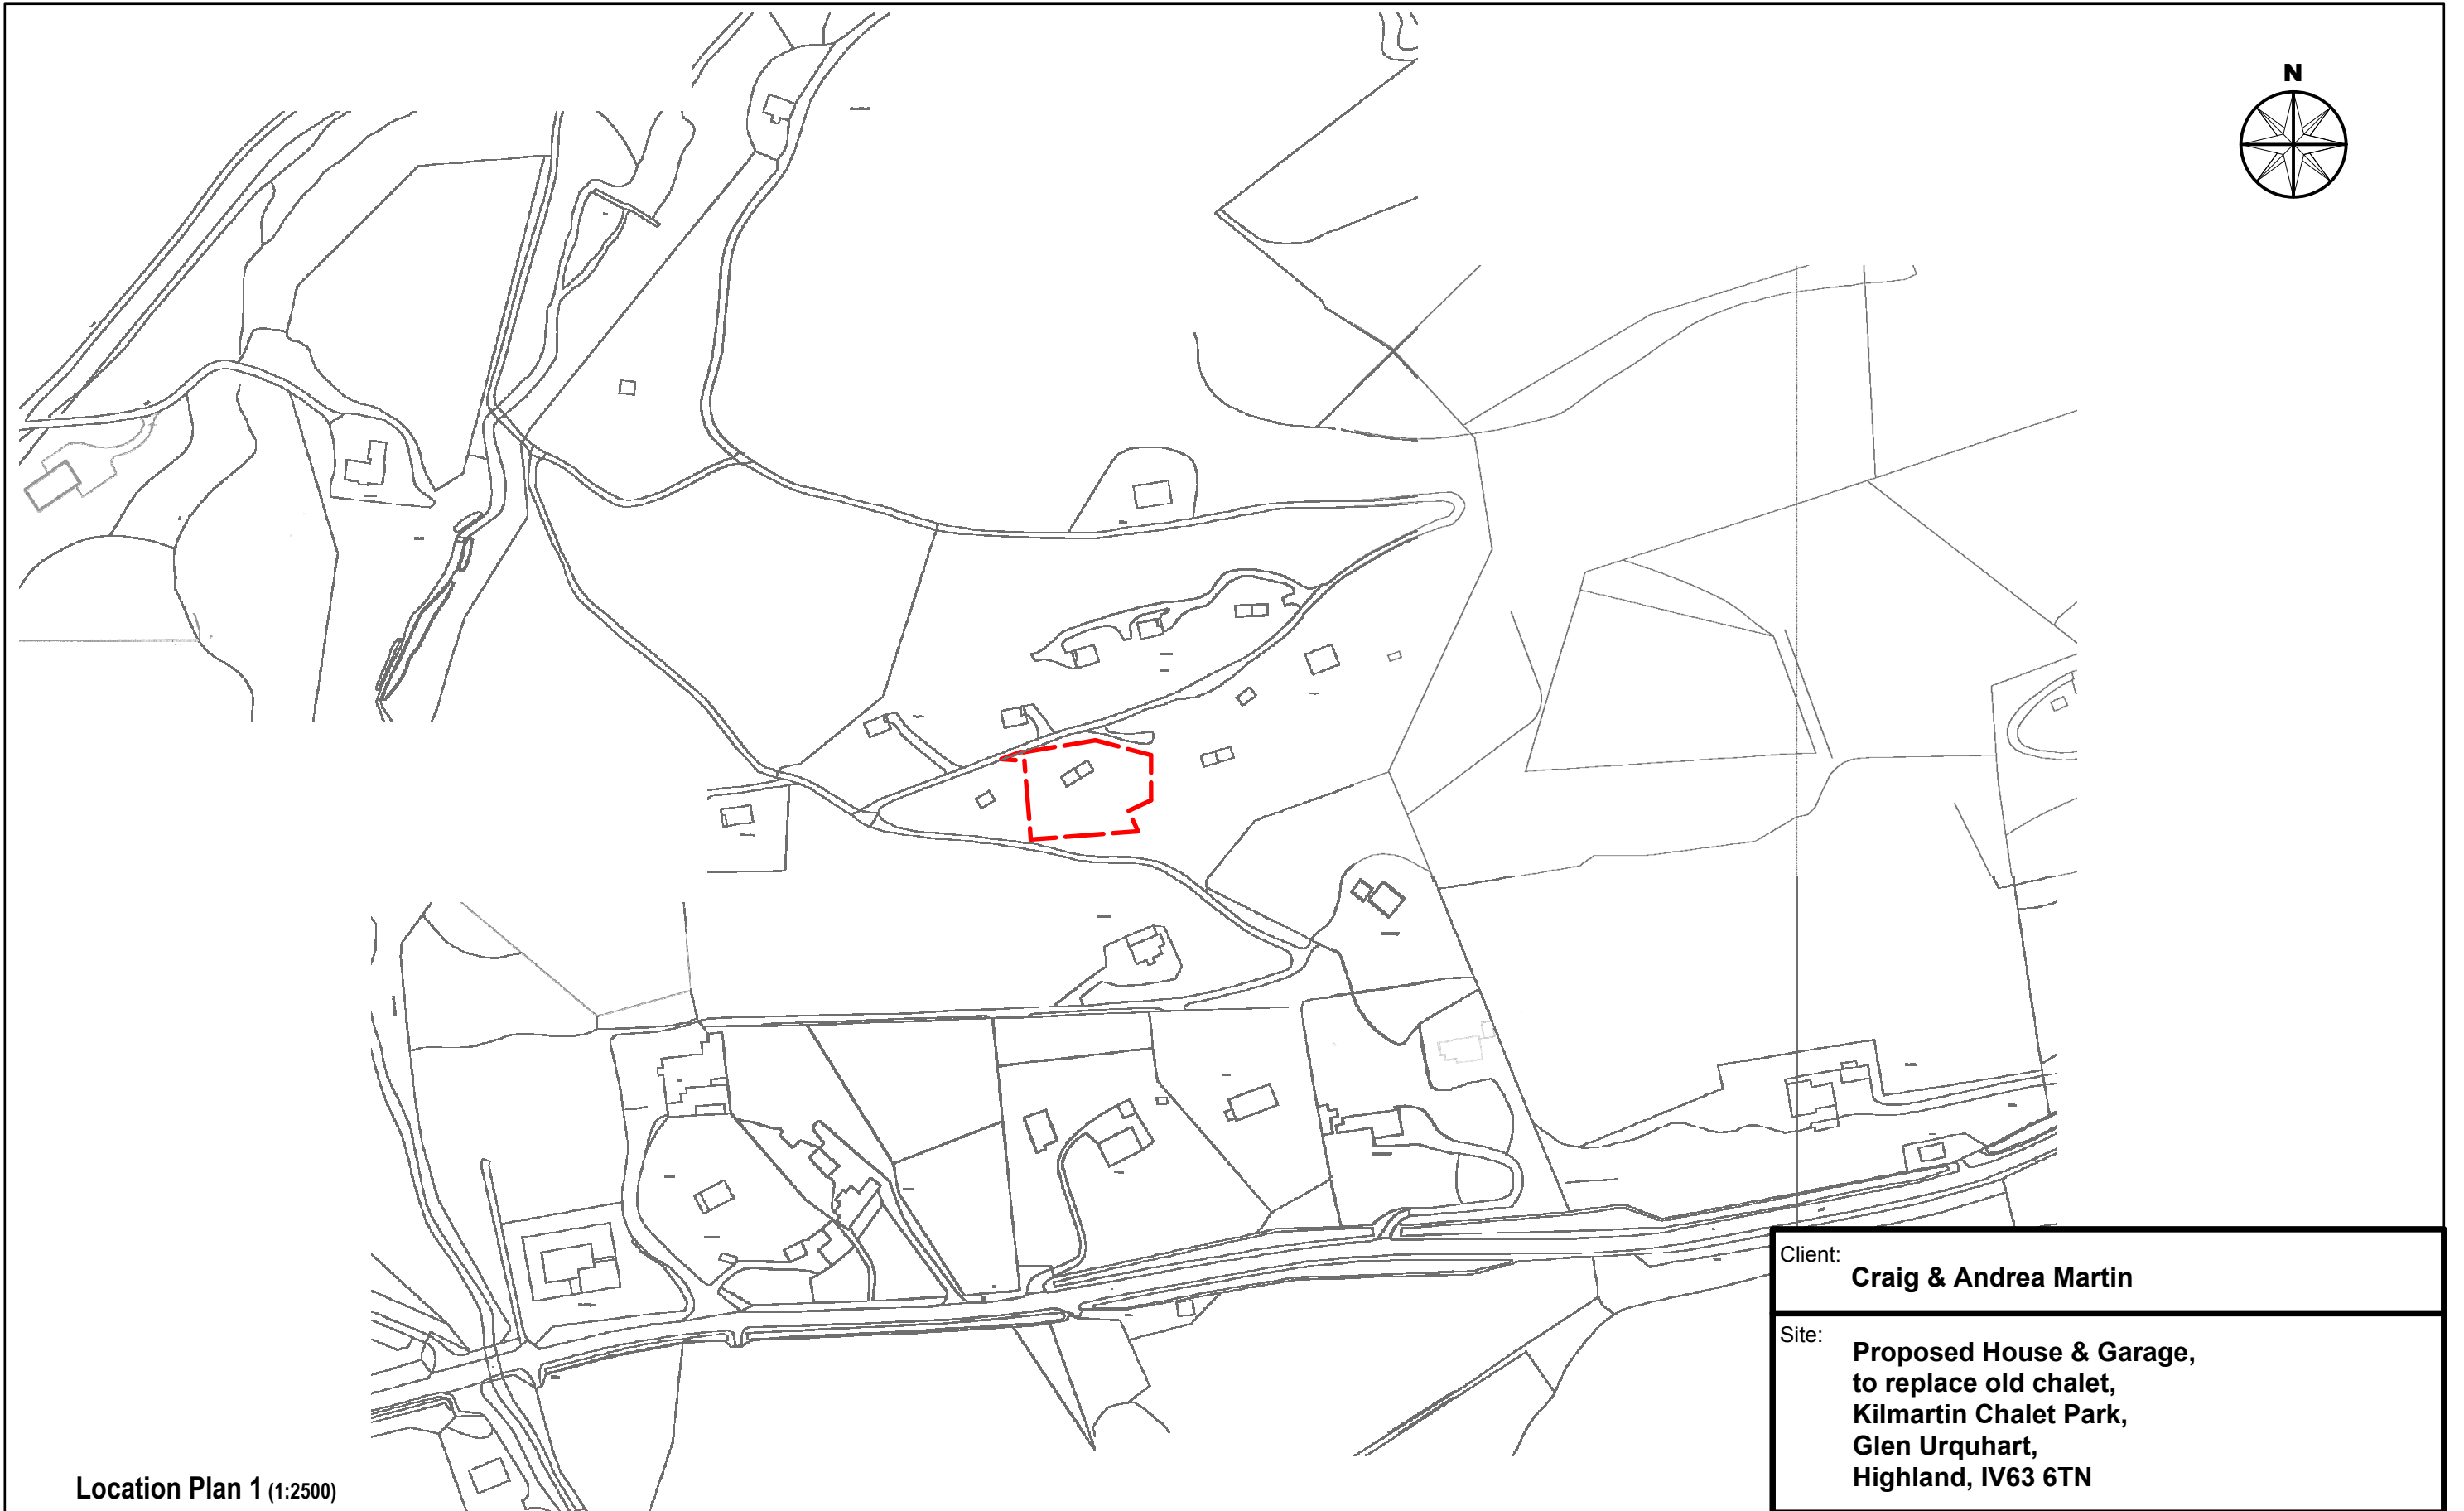 N
Client:
Craig & Andrea Martin
Site:
Proposed House & Garage,
to replace old chalet,
Kilmartin Chalet Park,
Glen Urquhart,
Highland, IV63 6TN
Location Plan 1 (1:2500)